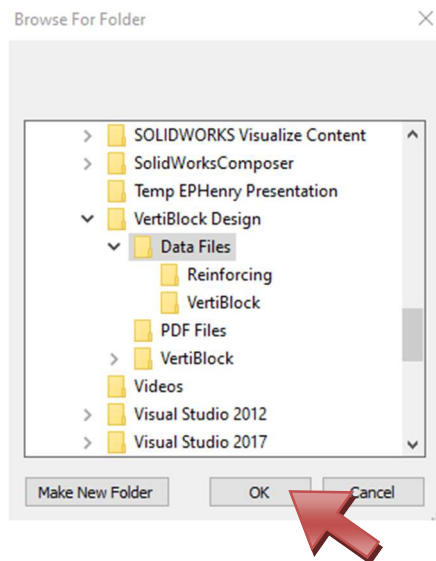 Browse For Folder
SOLIDWORKS Visualize Content
SolidWorksComposer
Temp EPHenry Presentation
VertiBlock Design
Data Files
Reinforcing
VertiBlock
PDF Files
VertiBlock
Videos
Visual Studio 2012
Visual Studio 2017
Make New Folder OK Cancel